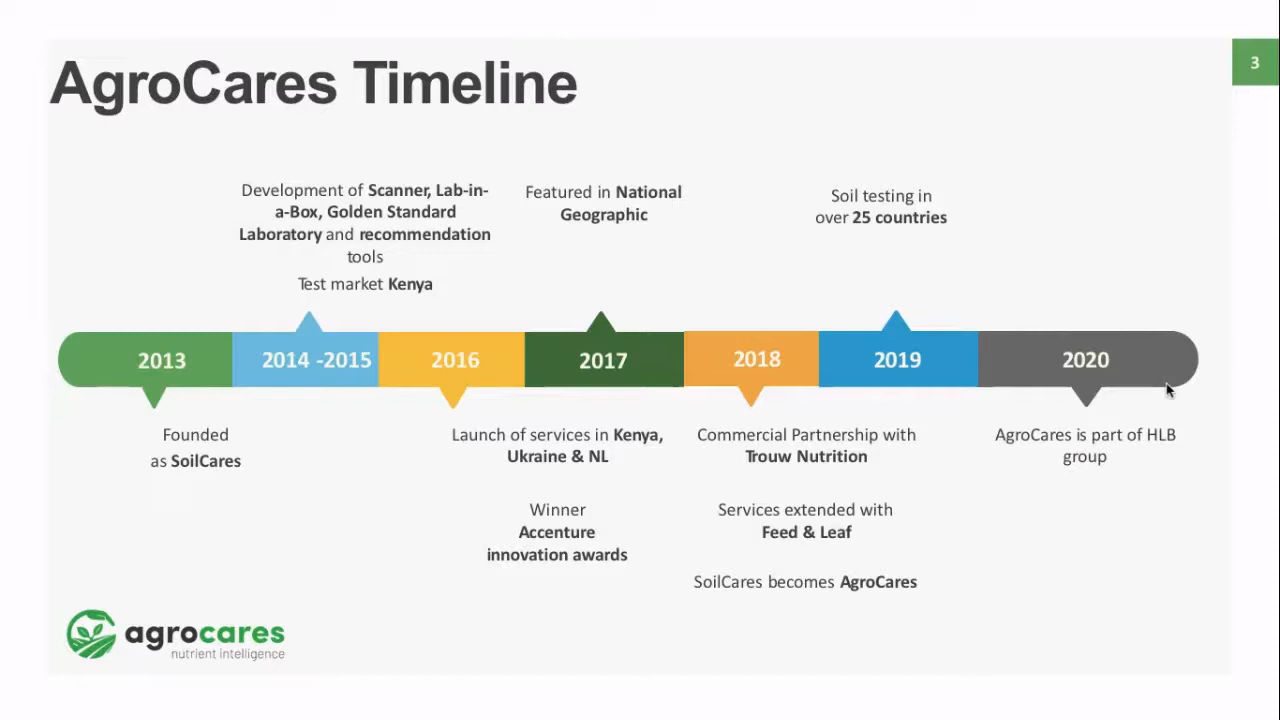 AgroCares Timeline
3
Development of Scanner, Lab-in-
a-Box, Golden Standard
Laboratory and recommendation
tools
Test market Kenya
Featured in National
Geographic
Soil testing in
over 25 countries
2013
2014 -2015
2016
2017
2018
2019
2020
Founded
as SoilCares
Launch of services in Kenya,
Ukraine & NL
Winner
Accenture
innovation awards
Commercial Partnership with
Trouw Nutrition
Services extended with
Feed & Leaf
SoilCares becomes AgroCares
AgroCares is part of HLB
group
agrocares
nutrient intelligence